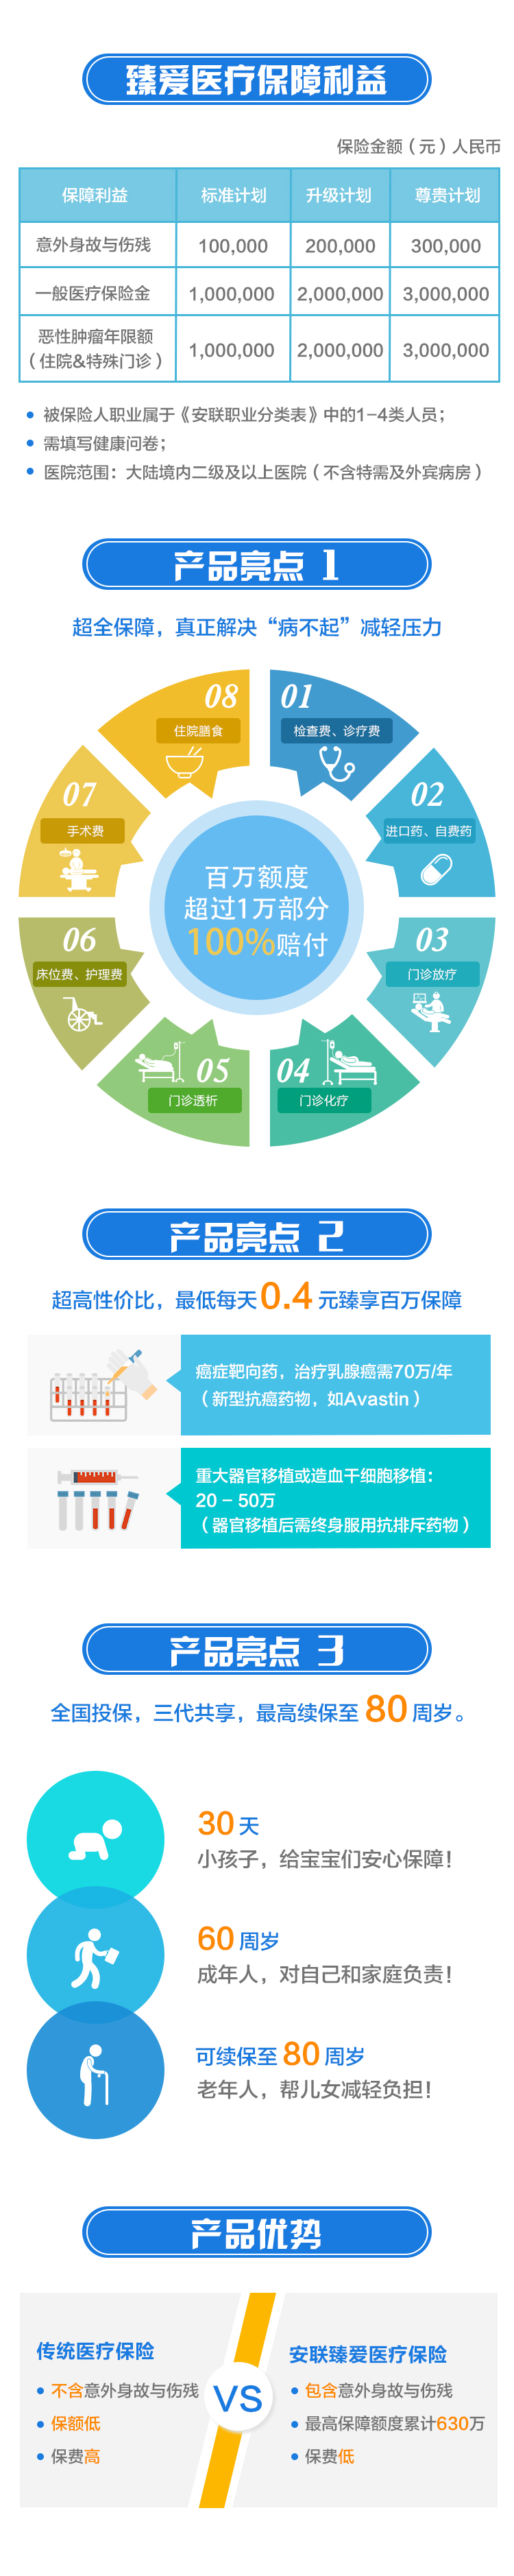 臻爱医疗保障利益
保险金额（元）人民币
保障利益 标准计划 升级计划 尊贵计划
意外身故与伤残 100,000 200,000 300,000
一般医疗保险金 1,000,000 2,000,000 3,000,000
恶性肿瘤年限额
（住院&特殊门诊） 1,000,000 2,000,000 3,000,000
• 被保险人职业属于《安联职业分类表》中的1-4类人员；
• 需填写健康问卷；
• 医院范围：大陆境内二级及以上医院（不含特需及外宾病房）
产品亮点 1
超全保障，真正解决“病不起”减轻压力
01
检查费、诊疗费
02
进口药、自费药
03
门诊放疗
04
门诊化疗
05
门诊透析
06
床位费、护理费
07
手术费
08
住院膳食
百万额度
超过1万部分
100%赔付
产品亮点 2
超高性价比，最低每天0.4元臻享百万保障
癌症靶向药，治疗乳腺癌需70万/年
（新型抗癌药物，如Avastin）
重大器官移植或造血干细胞移植：
20 - 50万
（器官移植后需终身服用抗排斥药物）
产品亮点 3
全国投保，三代共享，最高续保至 80 周岁。
30 天
小孩子，给宝宝们安心保障！
60 周岁
成年人，对自己和家庭负责！
可续保至 80 周岁
老年人，帮儿女减轻负担！
产品优势
传统医疗保险
• 不含意外身故与伤残
• 保额低
• 保费高
VS
安联臻爱医疗保险
• 包含意外身故与伤残
• 最高保障额度累计630万
• 保费低